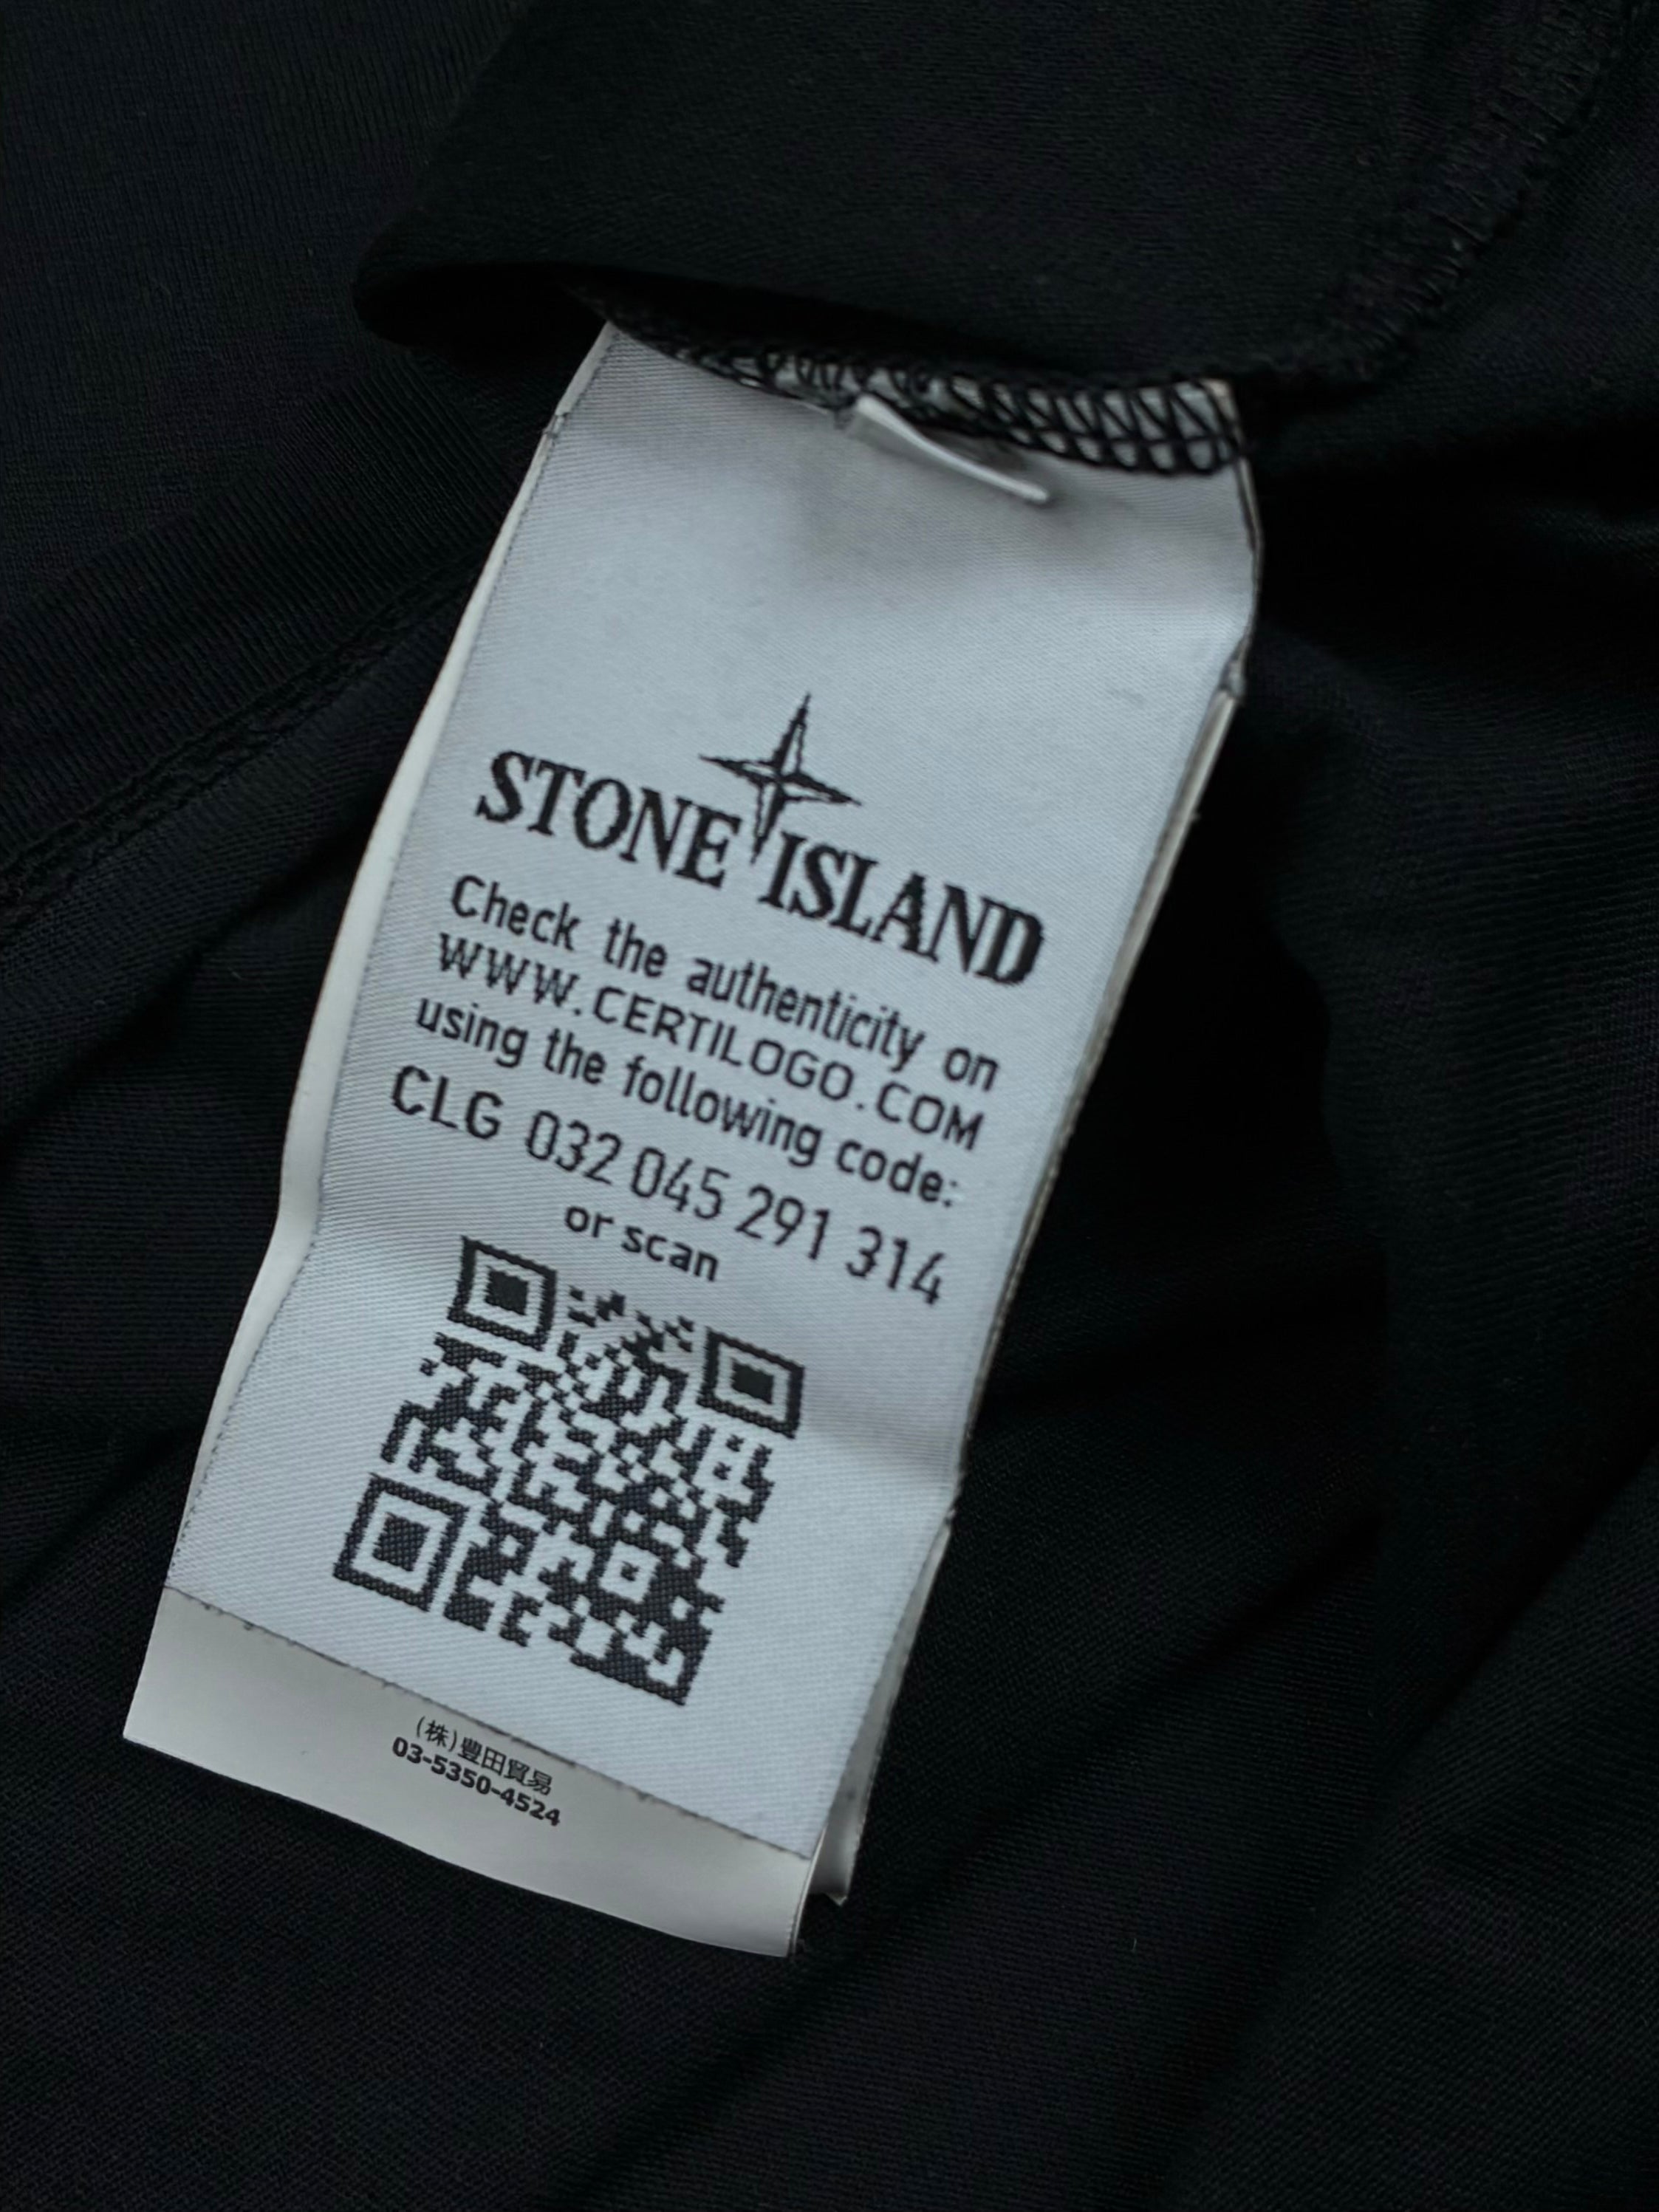 STONE ISLAND
Check the authenticity on
WWW.CERTILOGO.COM
using the following code:
CLG 032 045 291 314
or scan
(株)豊田貿易
03-5350-4524